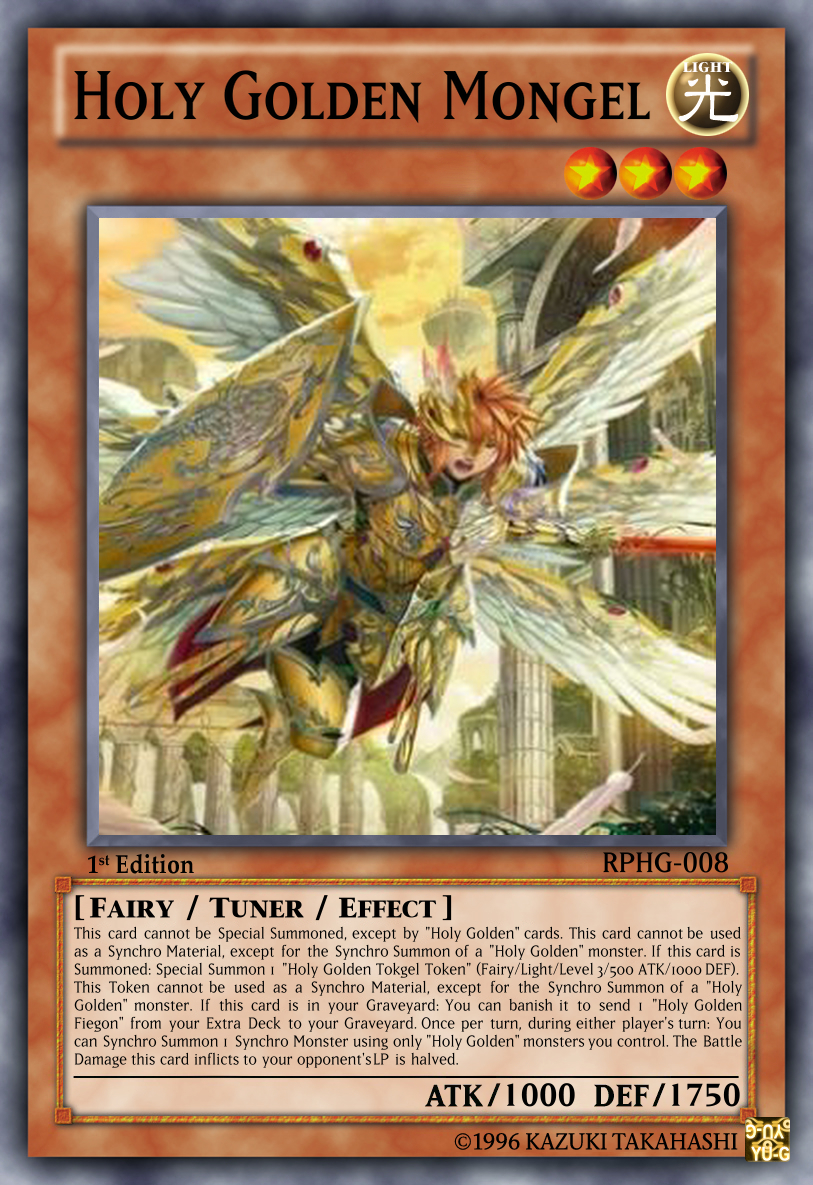 Holy Golden Mongel
LIGHT
光
1st Edition
RPHG-008
[ Fairy / Tuner / Effect ]
This card cannot be Special Summoned, except by "Holy Golden" cards. This card cannot be used
as a Synchro Material, except for the Synchro Summon of a "Holy Golden" monster. If this card is
Summoned: Special Summon 1 "Holy Golden Tokgel Token" (Fairy/Light/Level 3/500 ATK/1000 DEF).
This Token cannot be used as a Synchro Material, except for the Synchro Summon of a "Holy
Golden" monster. If this card is in your Graveyard: You can banish it to send 1 "Holy Golden
Fiegon" from your Extra Deck to your Graveyard. Once per turn, during either player's turn: You
can Synchro Summon 1 Synchro Monster using only "Holy Golden" monsters you control. The Battle
Damage this card inflicts to your opponent's LP is halved.
ATK/1000 DEF/1750
©1996 KAZUKI TAKAHASHI
YU-G